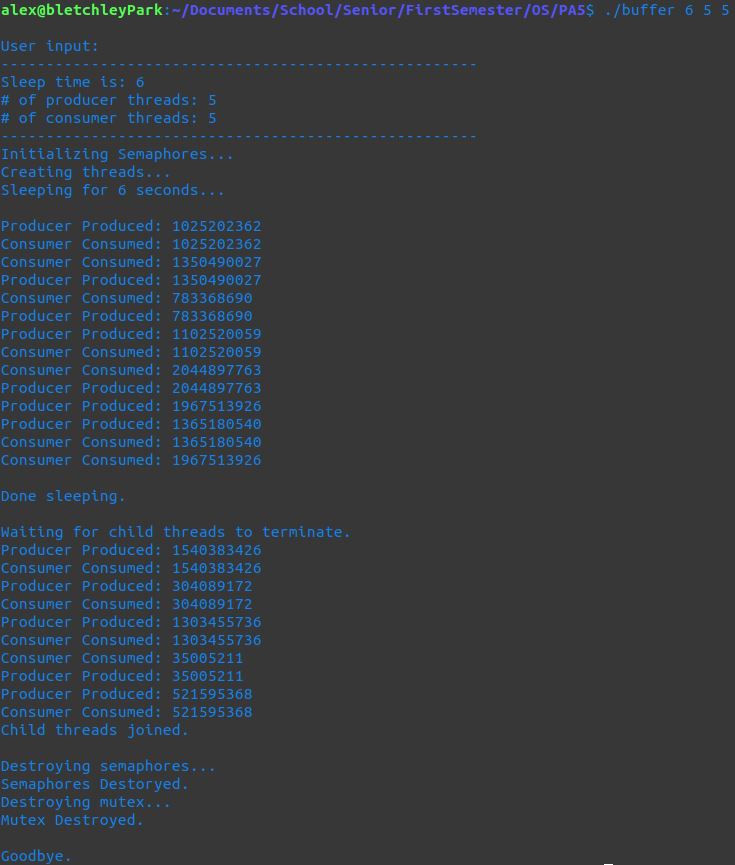 alex@bletchleyPark:~/Documents/School/Senior/FirstSemester/OS/PA5$ ./buffer 6 5 5
User input:
-----------------------------------------------------
Sleep time is: 6
# of producer threads: 5
# of consumer threads: 5
-----------------------------------------------------
Initializing Semaphores...
Creating threads...
Sleeping for 6 seconds...
Producer Produced: 1025202362
Consumer Consumed: 1025202362
Consumer Consumed: 1350490027
Producer Produced: 1350490027
Consumer Consumed: 783368690
Producer Produced: 783368690
Producer Produced: 1102520059
Consumer Consumed: 1102520059
Consumer Consumed: 2044897763
Producer Produced: 2044897763
Producer Produced: 1967513926
Producer Produced: 1365180540
Consumer Consumed: 1365180540
Consumer Consumed: 1967513926
Done sleeping.
Waiting for child threads to terminate.
Producer Produced: 1540383426
Consumer Consumed: 1540383426
Producer Produced: 304089172
Consumer Consumed: 304089172
Producer Produced: 1303455736
Consumer Consumed: 1303455736
Consumer Consumed: 35005211
Producer Produced: 35005211
Producer Produced: 521595368
Consumer Consumed: 521595368
Child threads joined.
Destroying semaphores...
Semaphores Destoryed.
Destroying mutex...
Mutex Destroyed.
Goodbye.